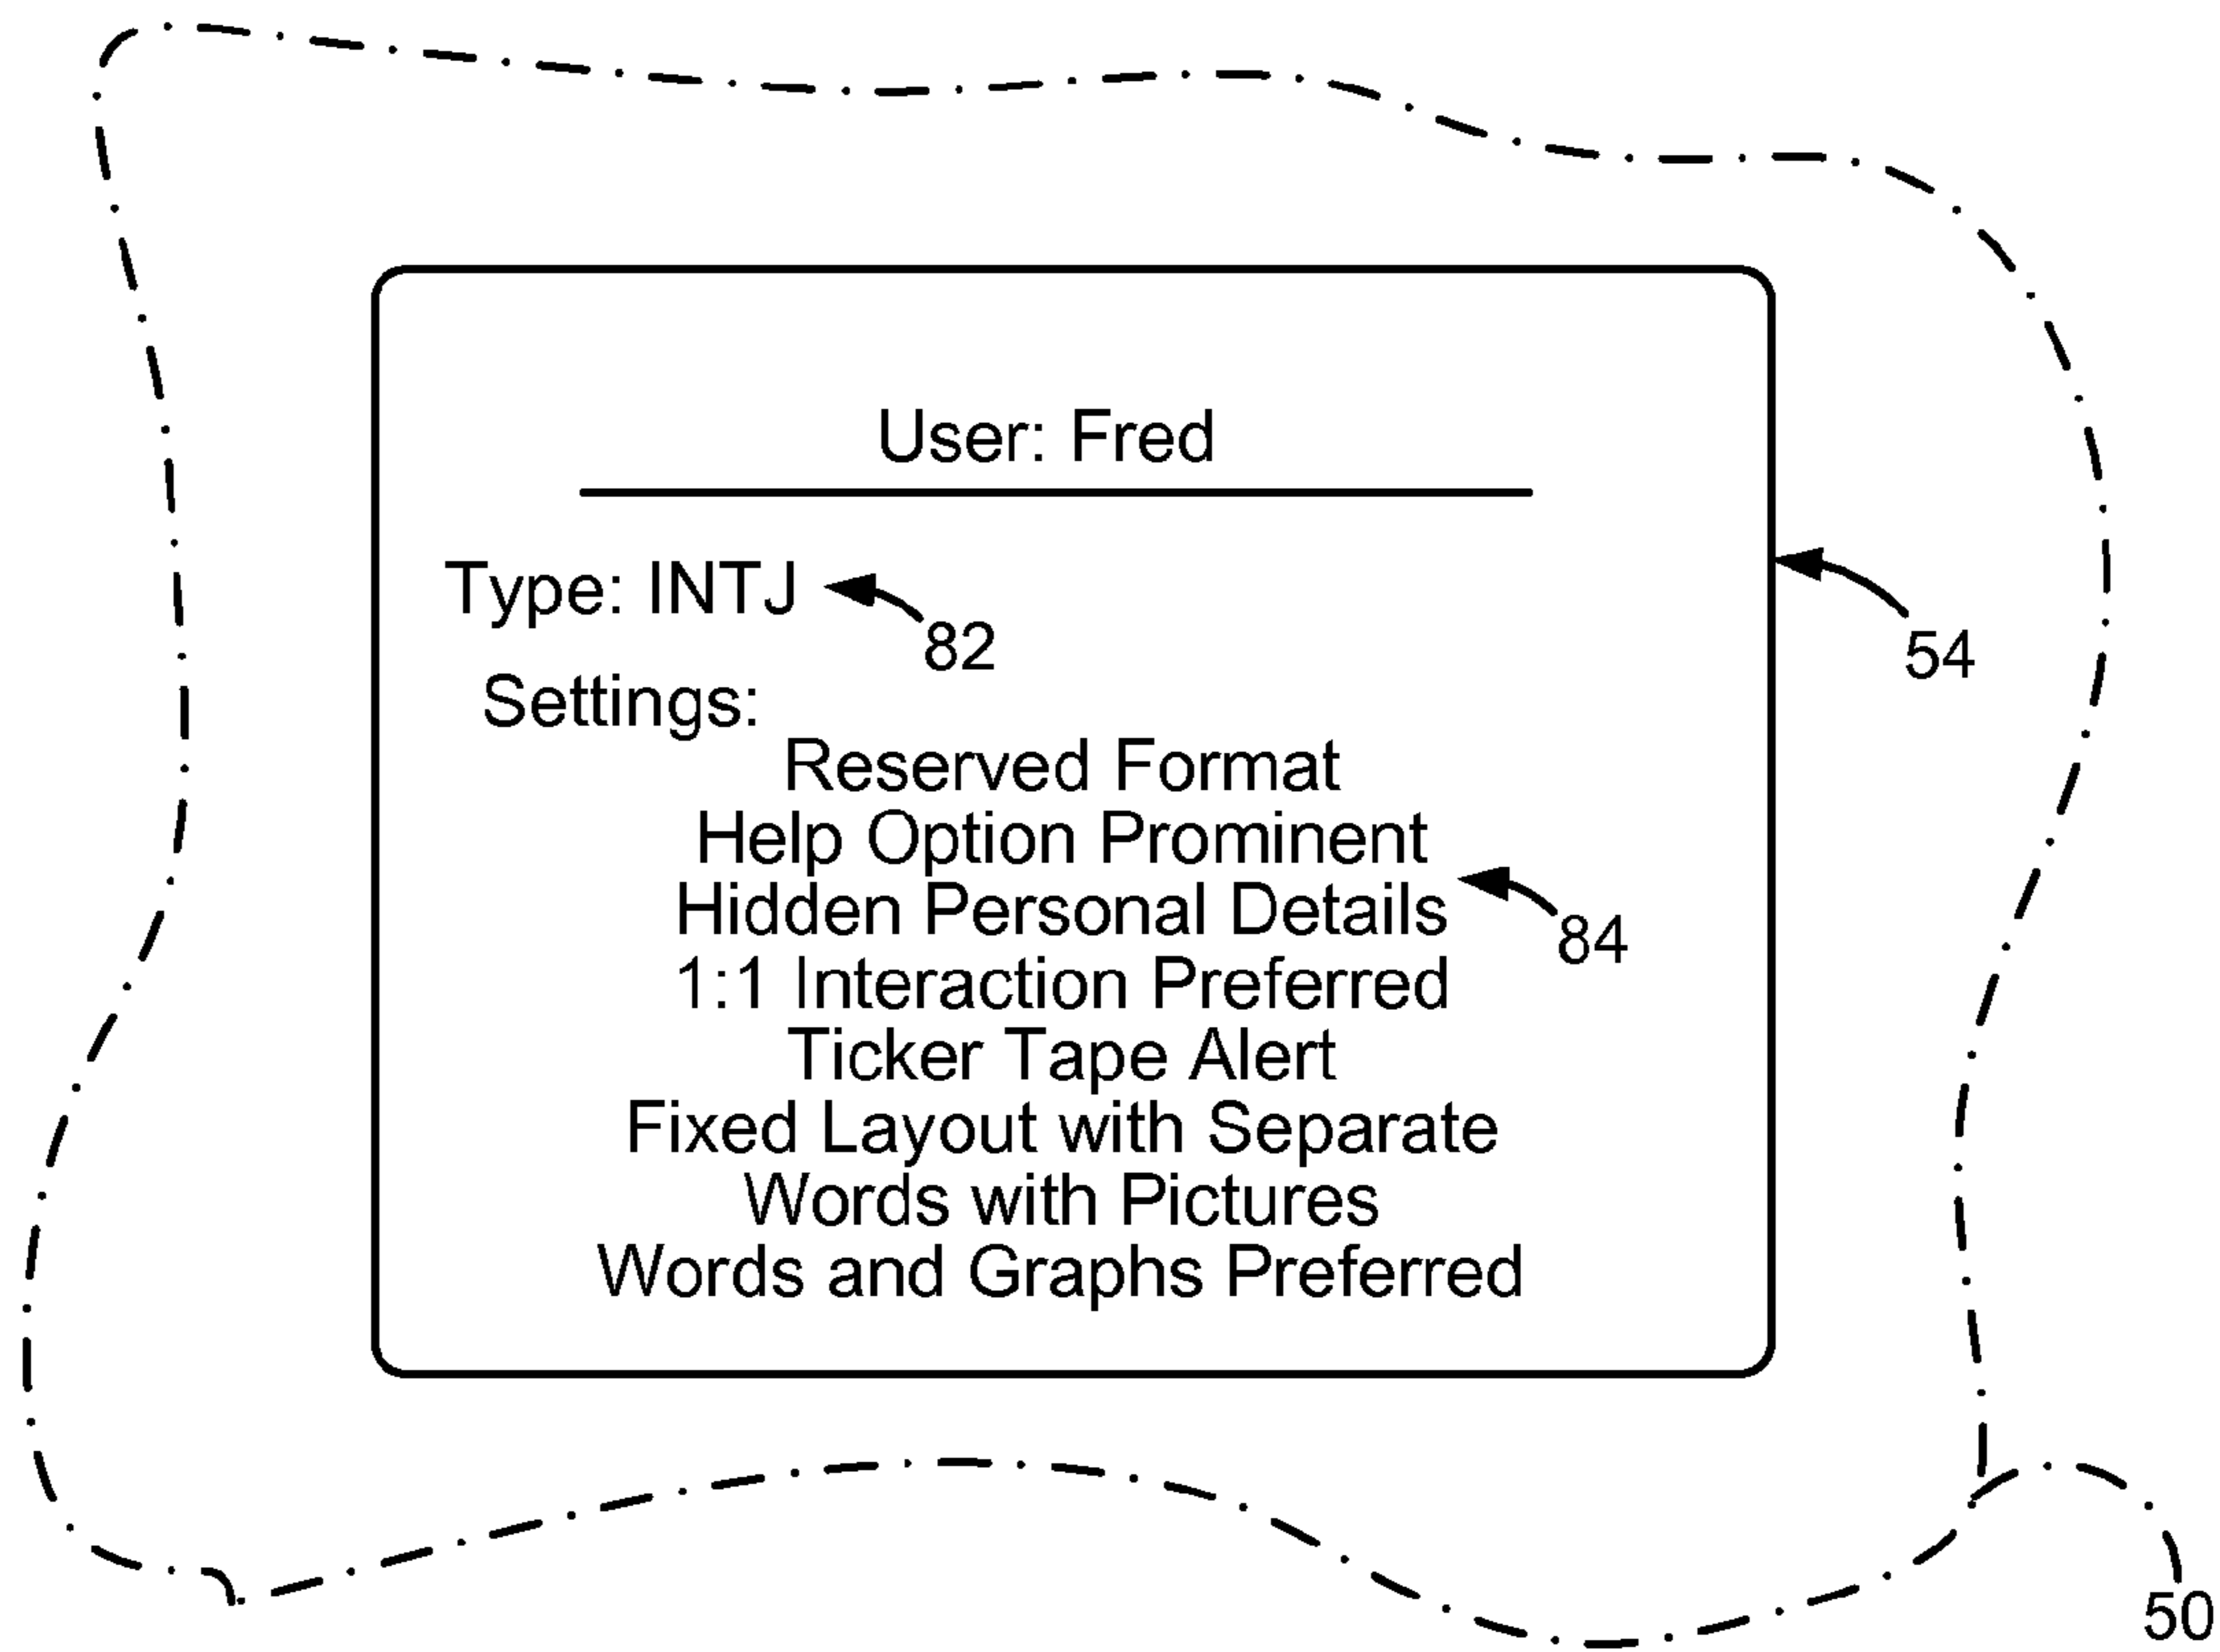 User: Fred
Type: INTJ
82
54
Settings:
Reserved Format
Help Option Prominent
Hidden Personal Details
84
1:1 Interaction Preferred
Ticker Tape Alert
Fixed Layout with Separate
Words with Pictures
Words and Graphs Preferred
50